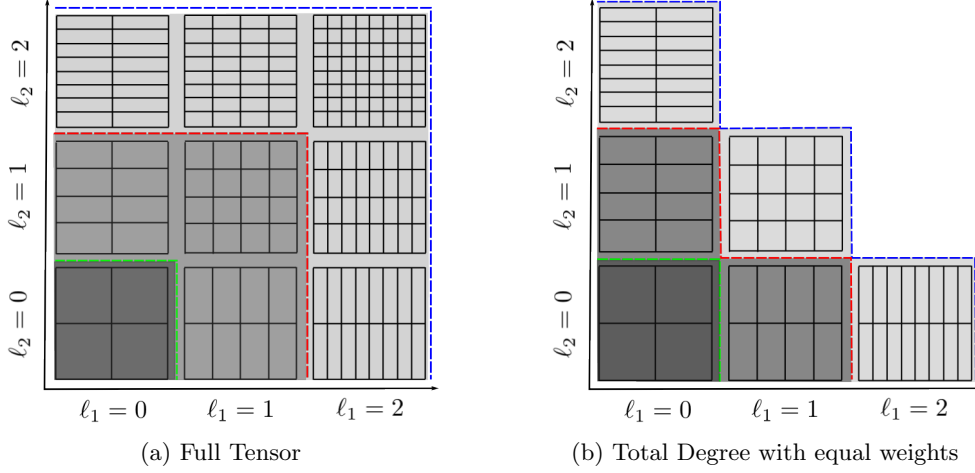 ℓ₂ = 2
ℓ₂ = 1
ℓ₂ = 0
ℓ₁ = 0
ℓ₁ = 1
ℓ₁ = 2
(a) Full Tensor
ℓ₂ = 2
ℓ₂ = 1
ℓ₂ = 0
ℓ₁ = 0
ℓ₁ = 1
ℓ₁ = 2
(b) Total Degree with equal weights